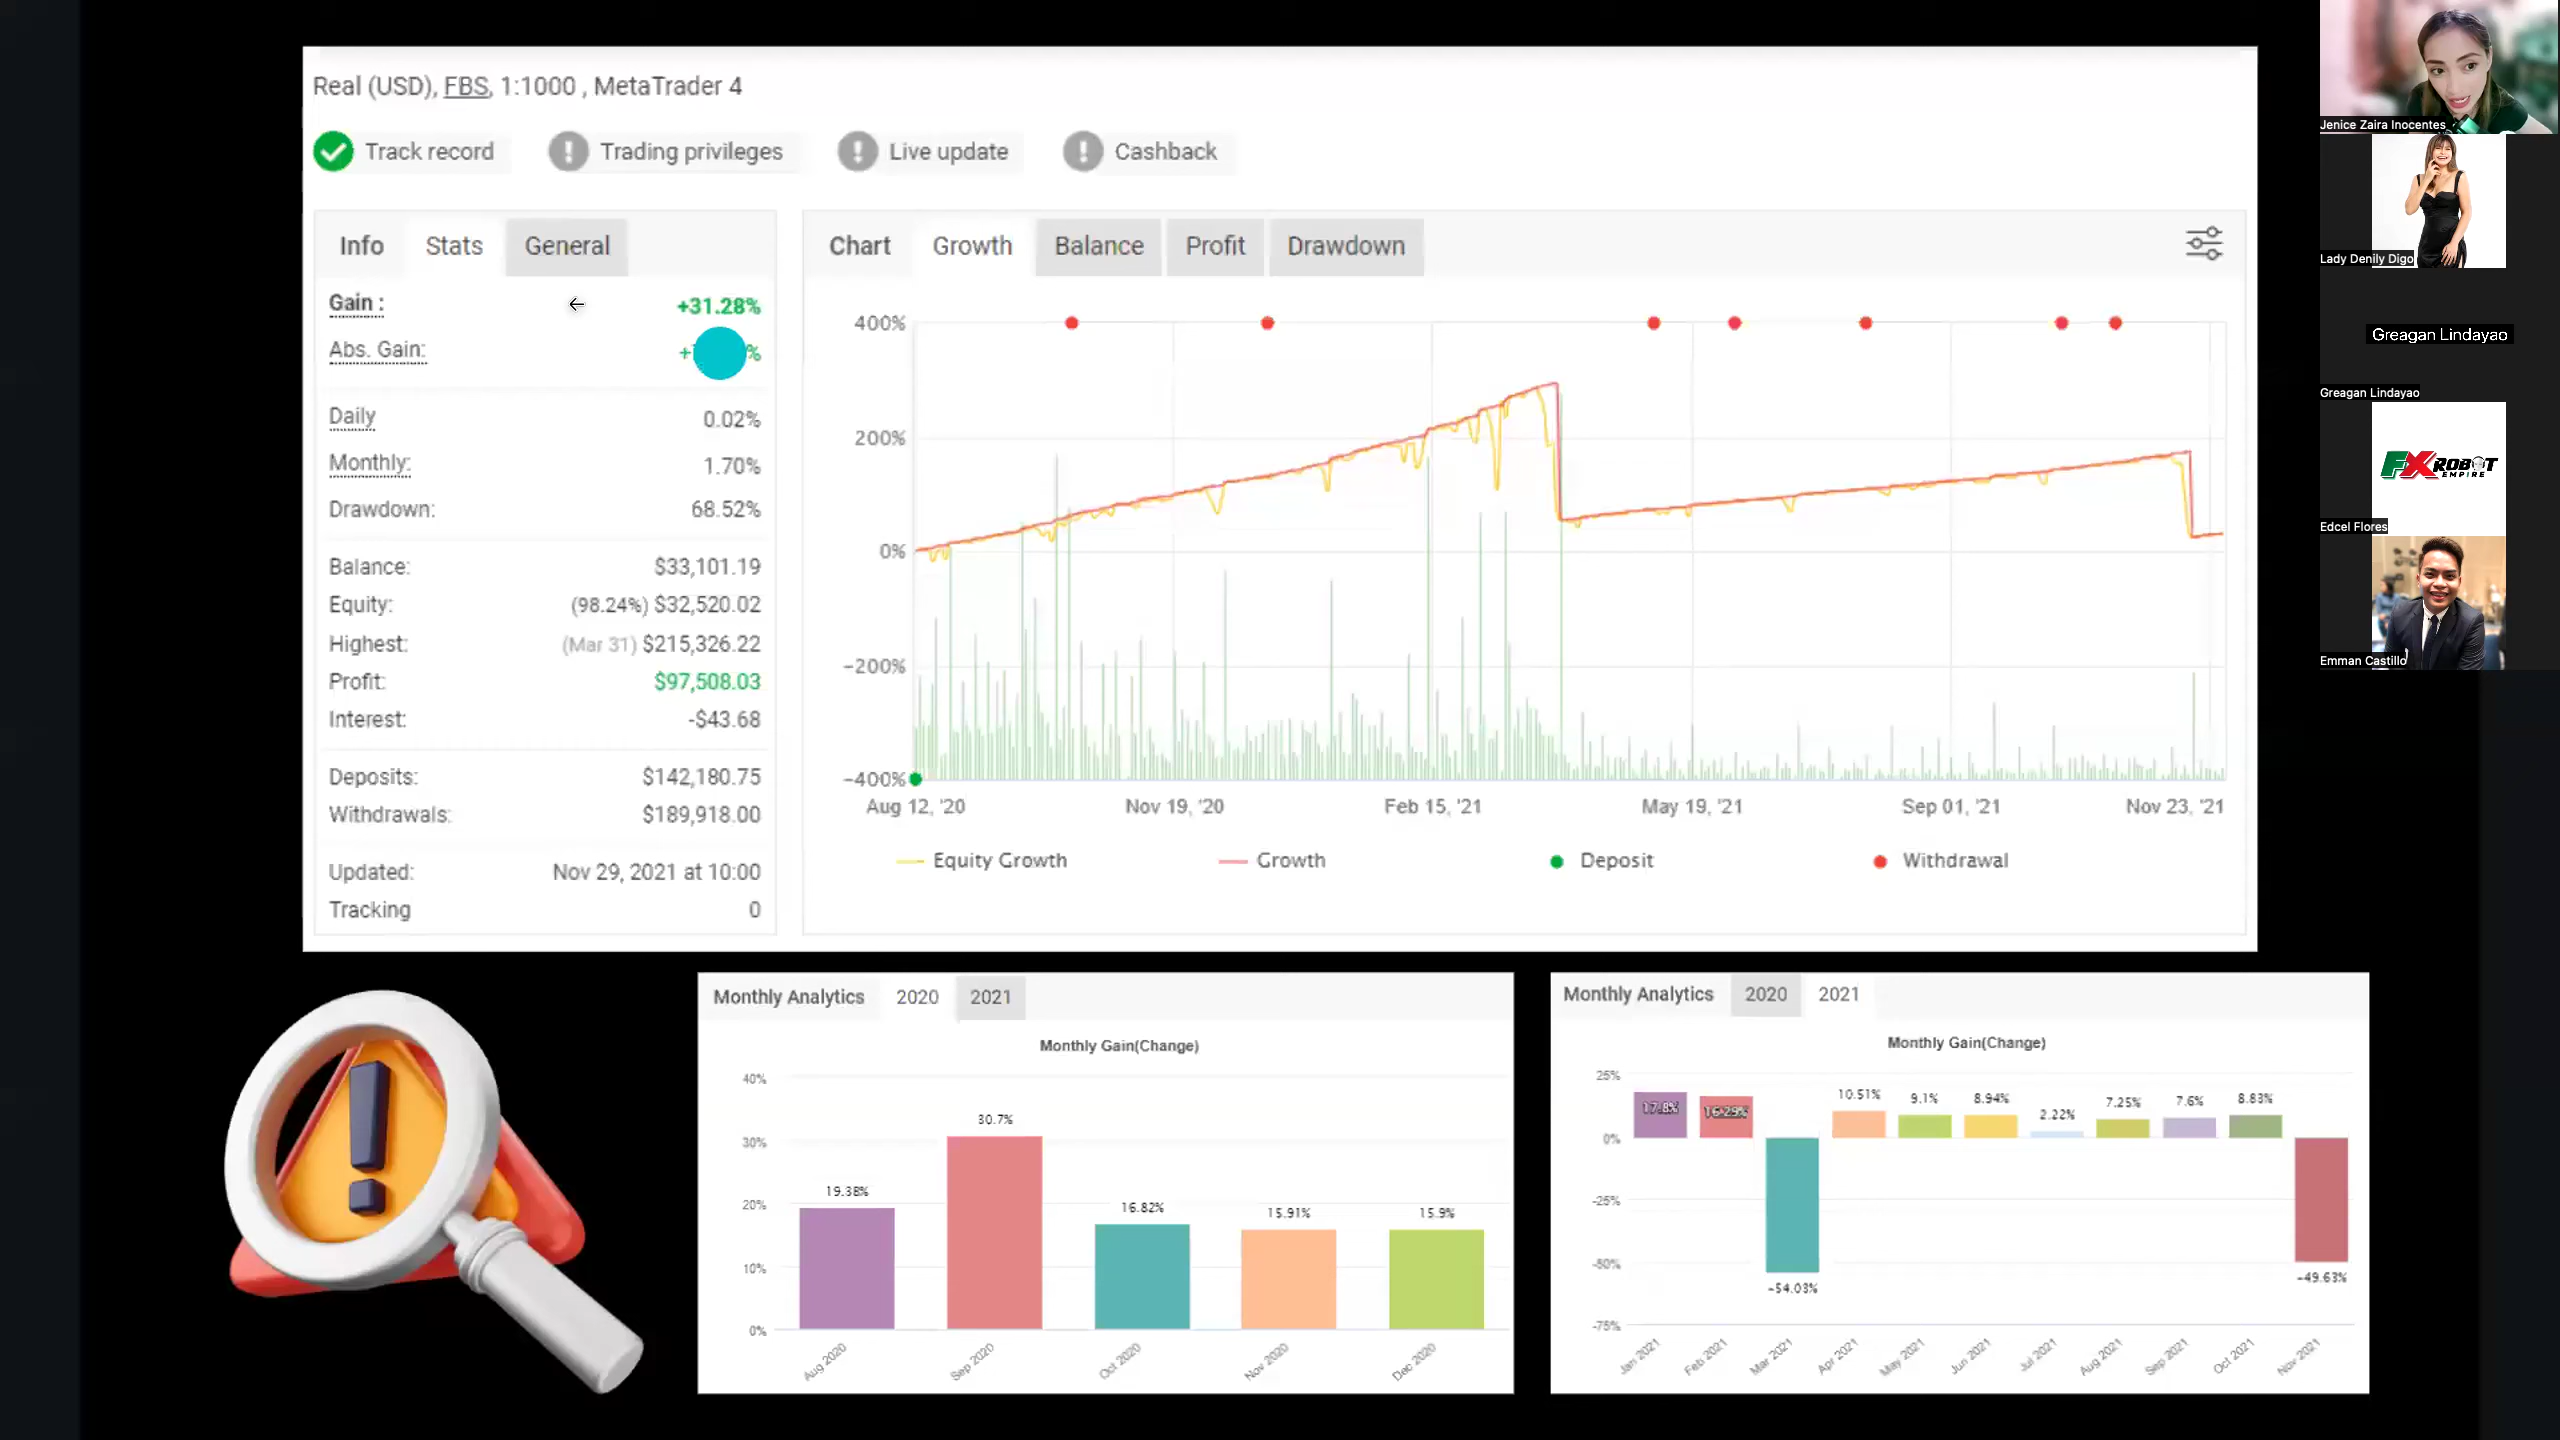 Real (USD), FBS, 1:1000 , MetaTrader 4
Track record
Trading privileges
Live update
Cashback
Info Stats General
Gain : +31.28%
Abs. Gain: + %
Daily 0.02%
Monthly: 1.70%
Drawdown: 68.52%
Balance: $33,101.19
Equity: (98.24%) $32,520.02
Highest: (Mar 31) $215,326.22
Profit: $97,508.03
Interest: -$43.68
Deposits: $142,180.75
Withdrawals: $189,918.00
Updated: Nov 29, 2021 at 10:00
Tracking 0
Chart Growth Balance Profit Drawdown
400%
200%
0%
-200%
-400%
Aug 12, '20 Nov 19, '20 Feb 15, '21 May 19, '21 Sep 01, '21 Nov 23, '21
Equity Growth Growth Deposit Withdrawal
Monthly Analytics 2020 2021
Monthly Gain(Change)
40%
30%
20%
10%
0%
19.38% 30.7% 16.82% 15.91% 15.9%
Aug 2020 Sep 2020 Oct 2020 Nov 2020 Dec 2020
Monthly Analytics 2020 2021
Monthly Gain(Change)
25%
0%
-25%
-50%
-75%
17.8% 16.29% -54.03% 10.51% 9.1% 8.94% 2.22% 7.25% 7.6% 8.83% -49.63%
Jan 2021 Feb 2021 Mar 2021 Apr 2021 May 2021 Jun 2021 Jul 2021 Aug 2021 Sep 2021 Oct 2021 Nov 2021
Jenice Zaira Inocentes
Lady Denily Digo
Greagan Lindayao
Greagan Lindayao
FX ROBOT
EMPIRE
Edcel Flores
Emman Castillo